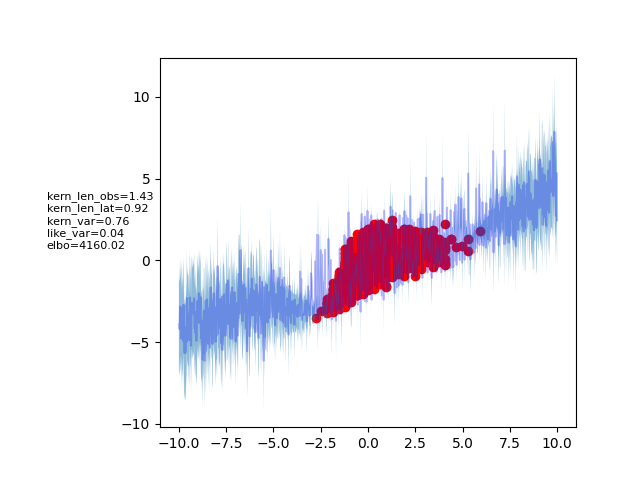 10
5
0
−5
−10
kern_len_obs=1.43
kern_len_lat=0.92
kern_var=0.76
like_var=0.04
elbo=4160.02
−10.0 −7.5 −5.0 −2.5 0.0 2.5 5.0 7.5 10.0